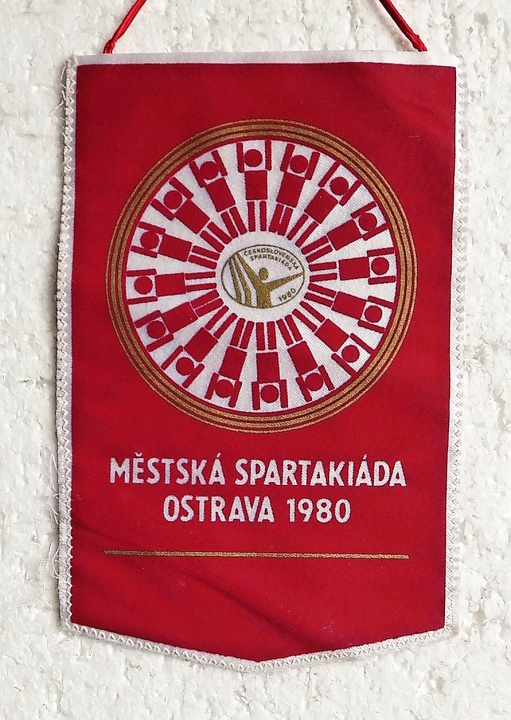 ČESKOSLOVENSKÁ
SPARTAKIÁDA
1980
MĚSTSKÁ SPARTAKIÁDA
OSTRAVA 1980